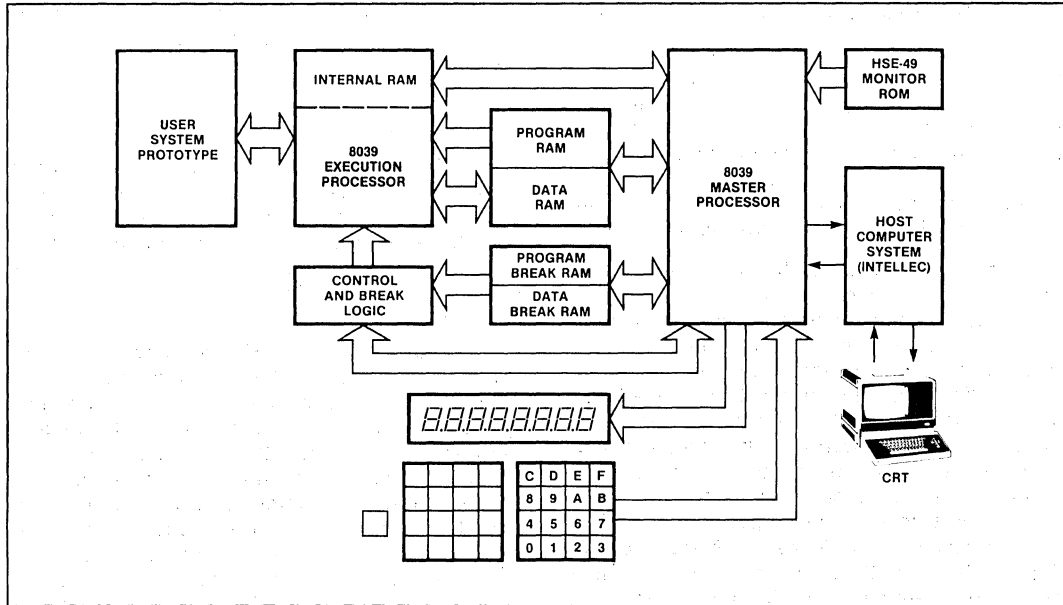 USER
SYSTEM
PROTOTYPE
INTERNAL RAM
8039
EXECUTION
PROCESSOR
PROGRAM
RAM
DATA
RAM
CONTROL
AND BREAK
LOGIC
PROGRAM
BREAK RAM
DATA
BREAK RAM
8039
MASTER
PROCESSOR
HSE-49
MONITOR
ROM
HOST
COMPUTER
SYSTEM
(INTELLEC)
CRT
8.8.8.8.8.8.8.8
C D E F
8 9 A B
4 5 6 7
0 1 2 3